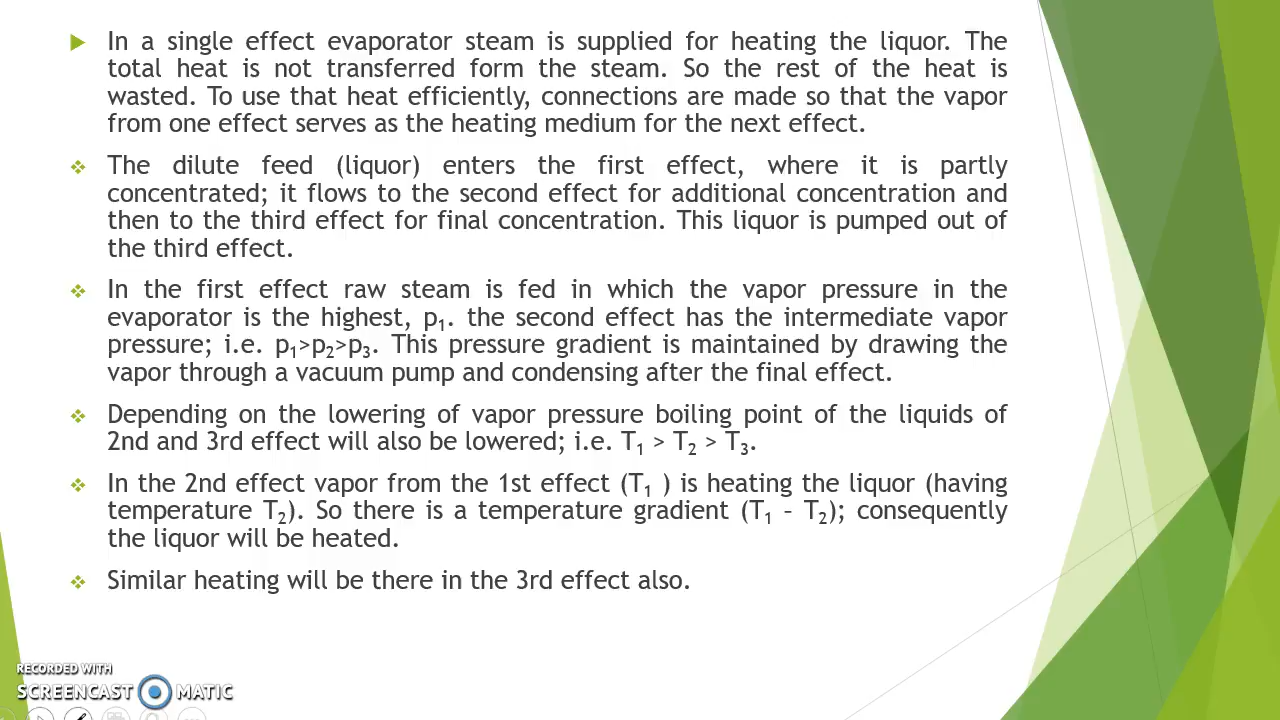 In a single effect evaporator steam is supplied for heating the liquor. The
total heat is not transferred form the steam. So the rest of the heat is
wasted. To use that heat efficiently, connections are made so that the vapor
from one effect serves as the heating medium for the next effect.
The dilute feed (liquor) enters the first effect, where it is partly
concentrated; it flows to the second effect for additional concentration and
then to the third effect for final concentration. This liquor is pumped out of
the third effect.
In the first effect raw steam is fed in which the vapor pressure in the
evaporator is the highest, p₁. the second effect has the intermediate vapor
pressure; i.e. p₁>p₂>p₃. This pressure gradient is maintained by drawing the
vapor through a vacuum pump and condensing after the final effect.
Depending on the lowering of vapor pressure boiling point of the liquids of
2nd and 3rd effect will also be lowered; i.e. T₁ > T₂ > T₃.
In the 2nd effect vapor from the 1st effect (T₁ ) is heating the liquor (having
temperature T₂). So there is a temperature gradient (T₁ – T₂); consequently
the liquor will be heated.
Similar heating will be there in the 3rd effect also.
RECORDED WITH
SCREENCAST MATIC